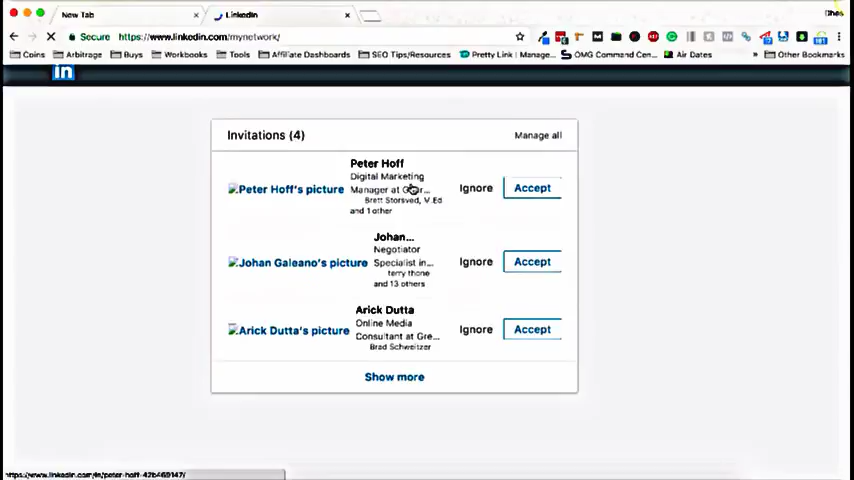 New Tab
LinkedIn
Secure https://www.linkedin.com/mynetwork/
Coins Arbitrage Buys Workbooks Tools Affiliate Dashboards SEO Tips/Resources Pretty Link | Manage... OMG Command Cen... Air Dates » Other Bookmarks
in
Invitations (4) Manage all
Peter Hoff
Digital Marketing
Peter Hoff's picture Manager at Ignore Accept
Brett Storsved, M.Ed
and 1 other
Johan...
Negotiator
Johan Galeano's picture Specialist in... Ignore Accept
terry thone
and 13 others
Arick Dutta
Online Media
Arick Dutta's picture Consultant at Gre... Ignore Accept
Brad Schweitzer
Show more
https://www.linkedin.com/in/peter-hoff-42b469147/